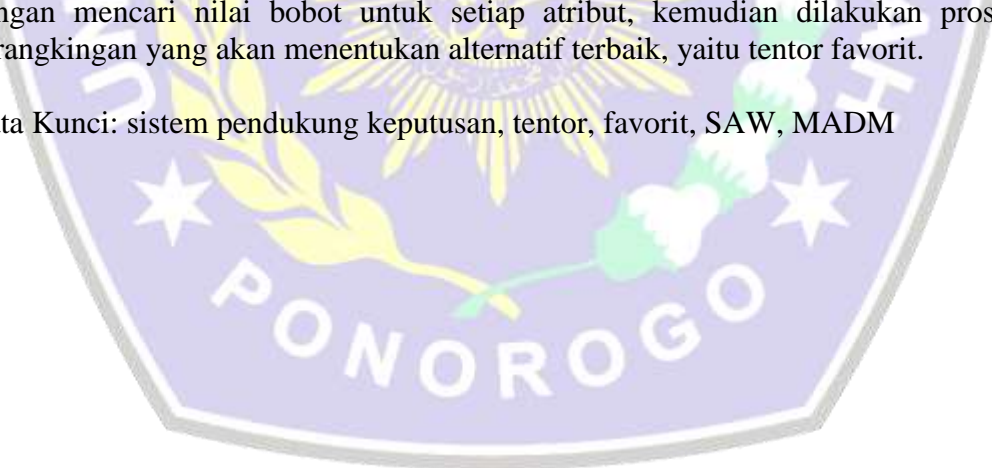 ngan mencari nilai bobot untuk setiap atribut, kemudian dilakukan pros
rangkingan yang akan menentukan alternatif terbaik, yaitu tentor favorit.
ta Kunci: sistem pendukung keputusan, tentor, favorit, SAW, MADM
PONOROGO